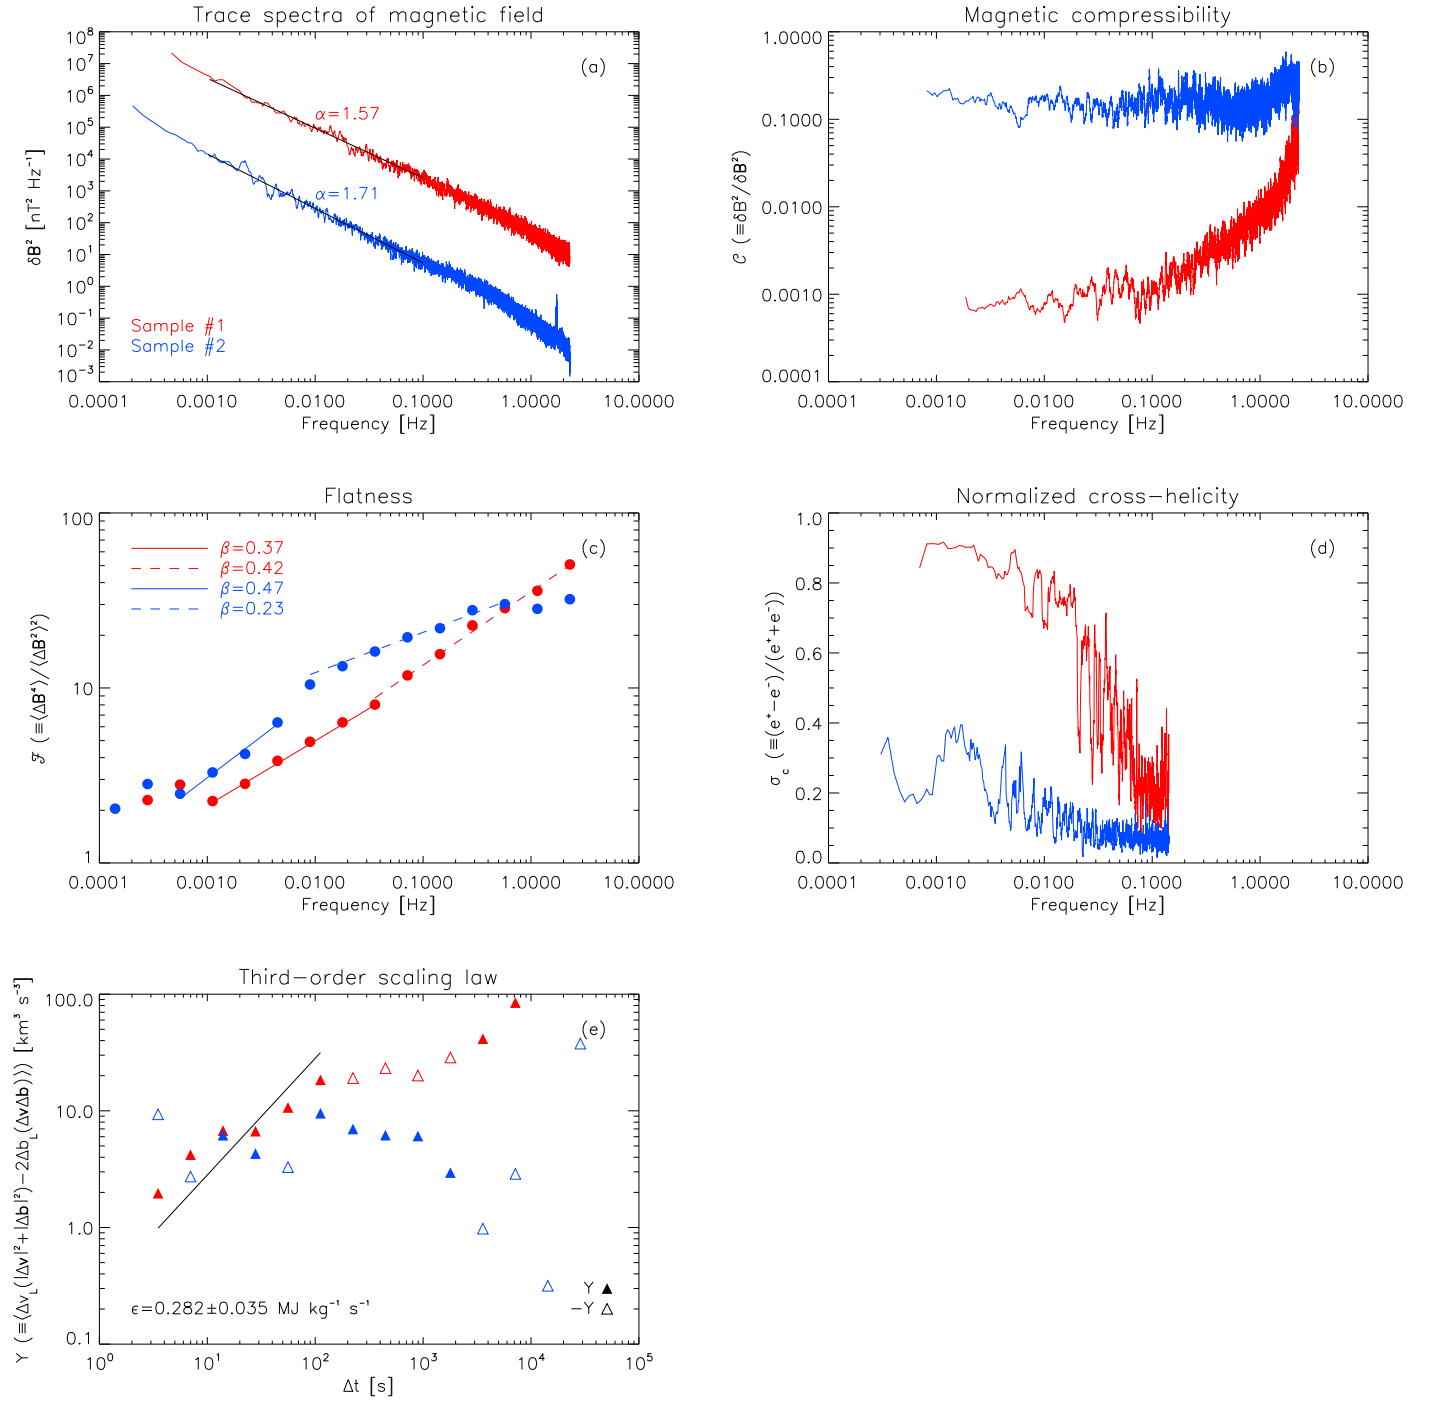 Trace spectra of magnetic field
(a)
α=1.57
α=1.71
Sample #1
Sample #2
δB² [nT² Hz⁻¹]
10⁸
10⁷
10⁶
10⁵
10⁴
10³
10²
10¹
10⁰
10⁻¹
10⁻²
10⁻³
0.0001 0.0010 0.0100 0.1000 1.0000 10.0000
Frequency [Hz]
Magnetic compressibility
(b)
C (≡δB²/δB²)
1.0000
0.1000
0.0100
0.0010
0.0001
0.0001 0.0010 0.0100 0.1000 1.0000 10.0000
Frequency [Hz]
Flatness
(c)
β=0.37
β=0.42
β=0.47
β=0.23
ℱ (≡⟨ΔB⁴⟩/⟨ΔB²⟩²)
100
10
1
0.0001 0.0010 0.0100 0.1000 1.0000 10.0000
Frequency [Hz]
Normalized cross−helicity
(d)
σc (≡(e⁺−e⁻)/(e⁺+e⁻))
1.0
0.8
0.6
0.4
0.2
0.0
0.0001 0.0010 0.0100 0.1000 1.0000 10.0000
Frequency [Hz]
Third−order scaling law
(e)
Y (≡⟨Δv_L(|Δv|²+|Δb|²)−2Δb_L(ΔvΔb)⟩) [km³ s⁻³]
100.0
10.0
1.0
0.1
Y ▲
−Y △
ϵ=0.282±0.035 MJ kg⁻¹ s⁻¹
10⁰ 10¹ 10² 10³ 10⁴ 10⁵
Δt [s]